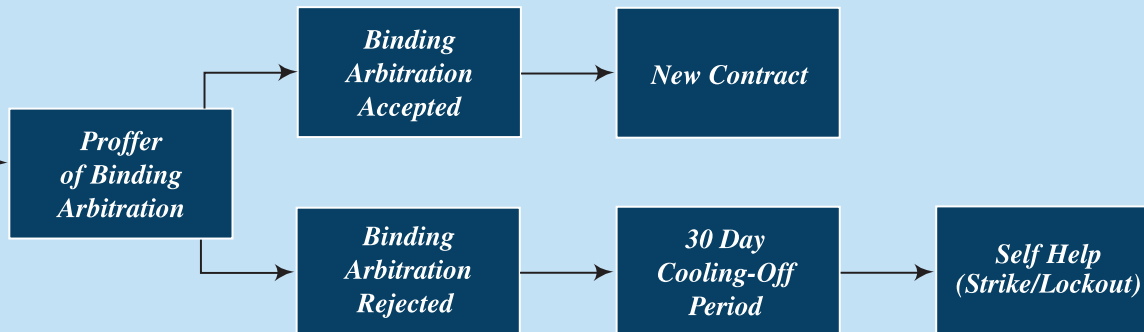 Binding
Arbitration
Accepted
New Contract
Proffer
of Binding
Arbitration
Binding
Arbitration
Rejected
30 Day
Cooling-Off
Period
Self Help
(Strike/Lockout)